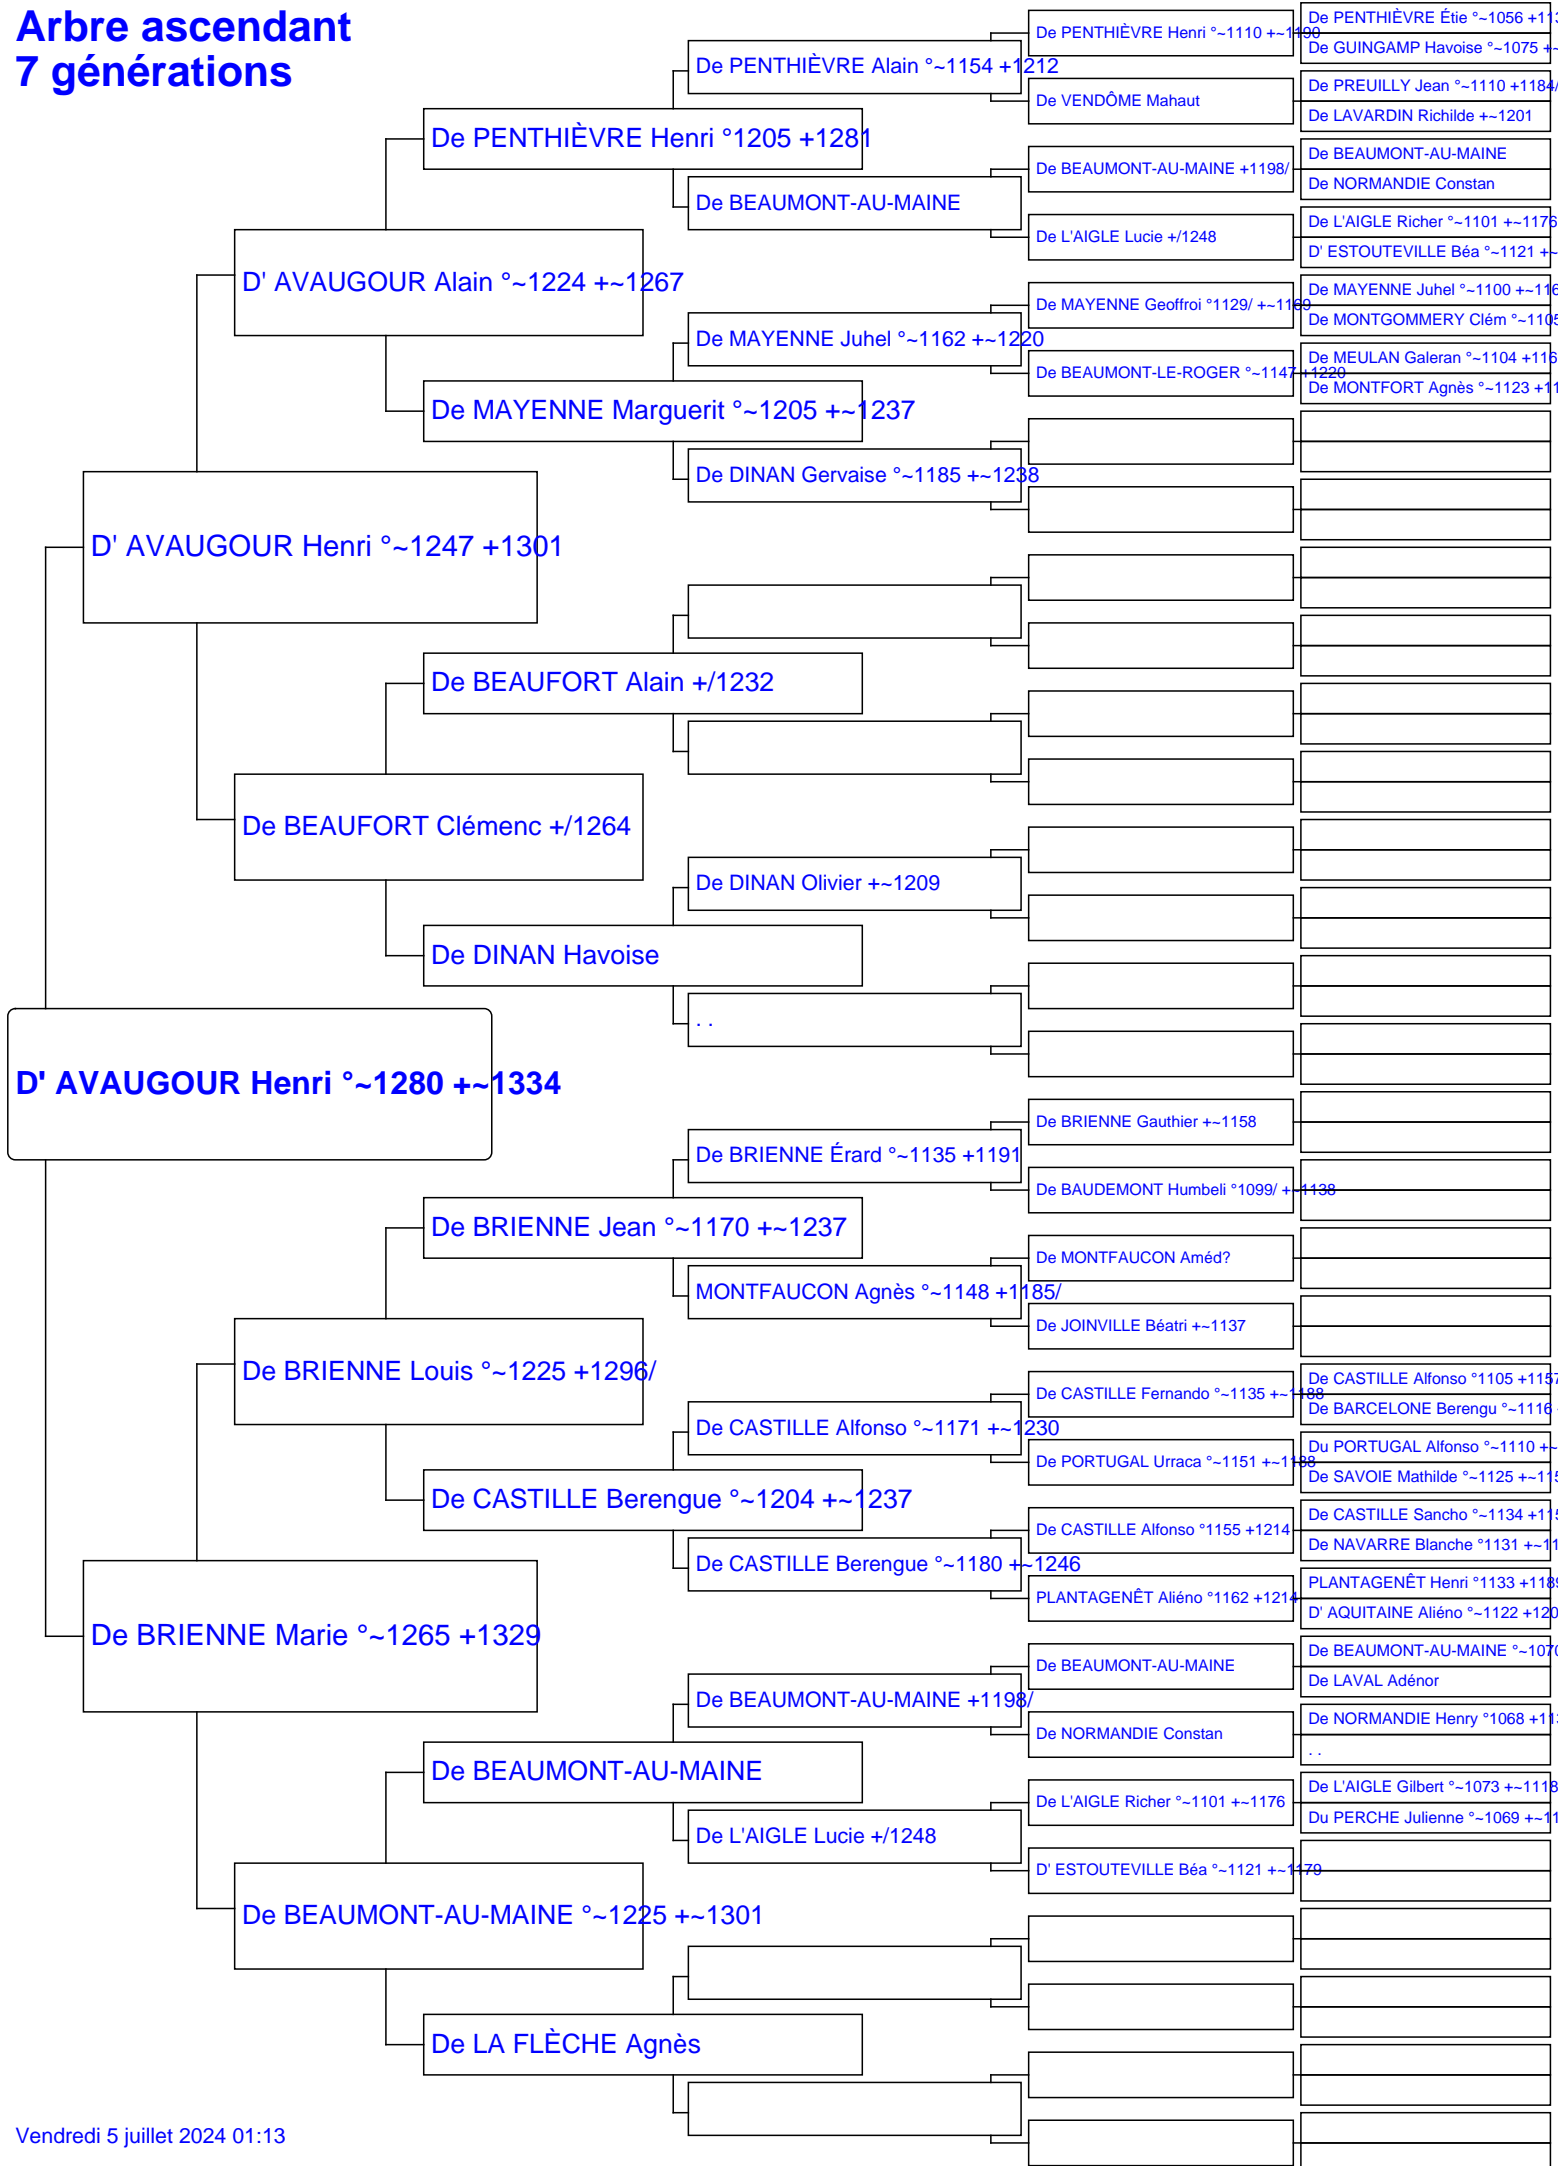 Arbre ascendant
7 générations
D' AVAUGOUR Henri °~1280 +~1334
D' AVAUGOUR Henri °~1247 +1301
De BRIENNE Marie °~1265 +1329
D' AVAUGOUR Alain °~1224 +~1267
De BEAUFORT Clémenc +/1264
De BRIENNE Louis °~1225 +1296/
De BEAUMONT-AU-MAINE °~1225 +~1301
De PENTHIÈVRE Henri °1205 +1281
De MAYENNE Marguerit °~1205 +~1237
De BEAUFORT Alain +/1232
De DINAN Havoise
De BRIENNE Jean °~1170 +~1237
De CASTILLE Berengue °~1204 +~1237
De BEAUMONT-AU-MAINE
De LA FLÈCHE Agnès
De PENTHIÈVRE Alain °~1154 +1212
De BEAUMONT-AU-MAINE
De MAYENNE Juhel °~1162 +~1220
De DINAN Gervaise °~1185 +~1238
De DINAN Olivier +~1209
. .
De BRIENNE Érard °~1135 +1191
MONTFAUCON Agnès °~1148 +1185/
De CASTILLE Alfonso °~1171 +~1230
De CASTILLE Berengue °~1180 +~1246
De BEAUMONT-AU-MAINE +1198/
De L'AIGLE Lucie +/1248
De PENTHIÈVRE Henri °~1110 +~1190
De VENDÔME Mahaut
De BEAUMONT-AU-MAINE +1198/
De L'AIGLE Lucie +/1248
De MAYENNE Geoffroi °1129/ +~1169
De BEAUMONT-LE-ROGER °~1147 +1220
De BRIENNE Gauthier +~1158
De BAUDEMONT Humbeli °1099/ +~1138
De MONTFAUCON Améd?
De JOINVILLE Béatri +~1137
De CASTILLE Fernando °~1135 +~1188
De PORTUGAL Urraca °~1151 +~1188
De CASTILLE Alfonso °1155 +1214
PLANTAGENÊT Aliéno °1162 +1214
De BEAUMONT-AU-MAINE
De NORMANDIE Constan
De L'AIGLE Richer °~1101 +~1176
D' ESTOUTEVILLE Béa °~1121 +~1179
De PENTHIÈVRE Étie °~1056 +113
De GUINGAMP Havoise °~1075 +~
De PREUILLY Jean °~1110 +1184/
De LAVARDIN Richilde +~1201
De BEAUMONT-AU-MAINE
De NORMANDIE Constan
De L'AIGLE Richer °~1101 +~1176
D' ESTOUTEVILLE Béa °~1121 +~
De MAYENNE Juhel °~1100 +~116
De MONTGOMMERY Clém °~1105
De MEULAN Galeran °~1104 +116
De MONTFORT Agnès °~1123 +11
De CASTILLE Alfonso °1105 +1157
De BARCELONE Berengu °~1116
Du PORTUGAL Alfonso °~1110 +~
De SAVOIE Mathilde °~1125 +~115
De CASTILLE Sancho °~1134 +115
De NAVARRE Blanche °1131 +~11
PLANTAGENÊT Henri °1133 +1189
D' AQUITAINE Aliéno °~1122 +120
De BEAUMONT-AU-MAINE °~1070
De LAVAL Adénor
De NORMANDIE Henry °1068 +113
. .
De L'AIGLE Gilbert °~1073 +~1118
Du PERCHE Julienne °~1069 +~11
Vendredi 5 juillet 2024 01:13